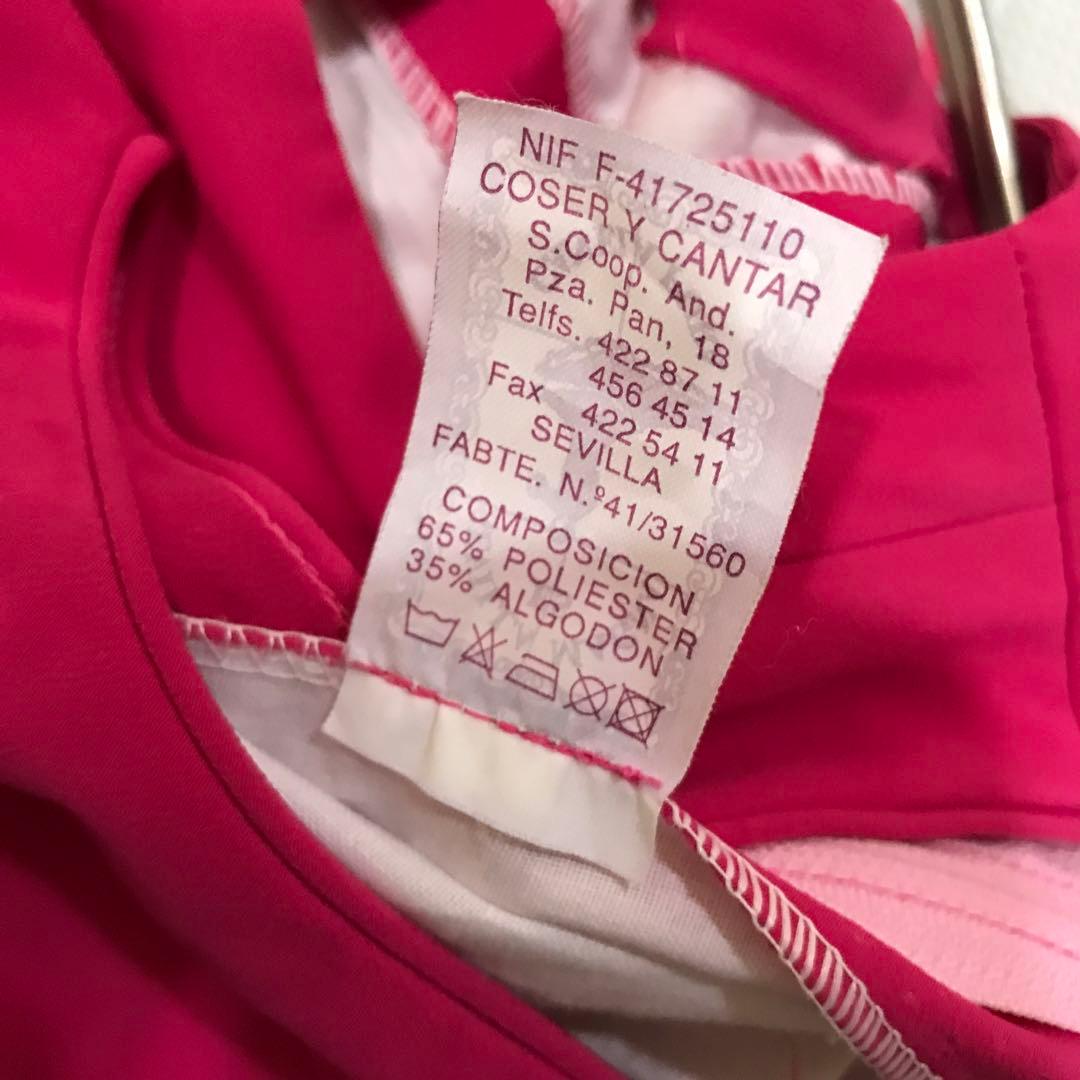 NIF F-41725110
COSER Y CANTAR
S.Coop. And.
Pza. Pan, 18
Telfs. 422 87 11
456 45 14
Fax 422 54 11
SEVILLA
FABTE. N.º41/31560
COMPOSICION
65% POLIESTER
35% ALGODON